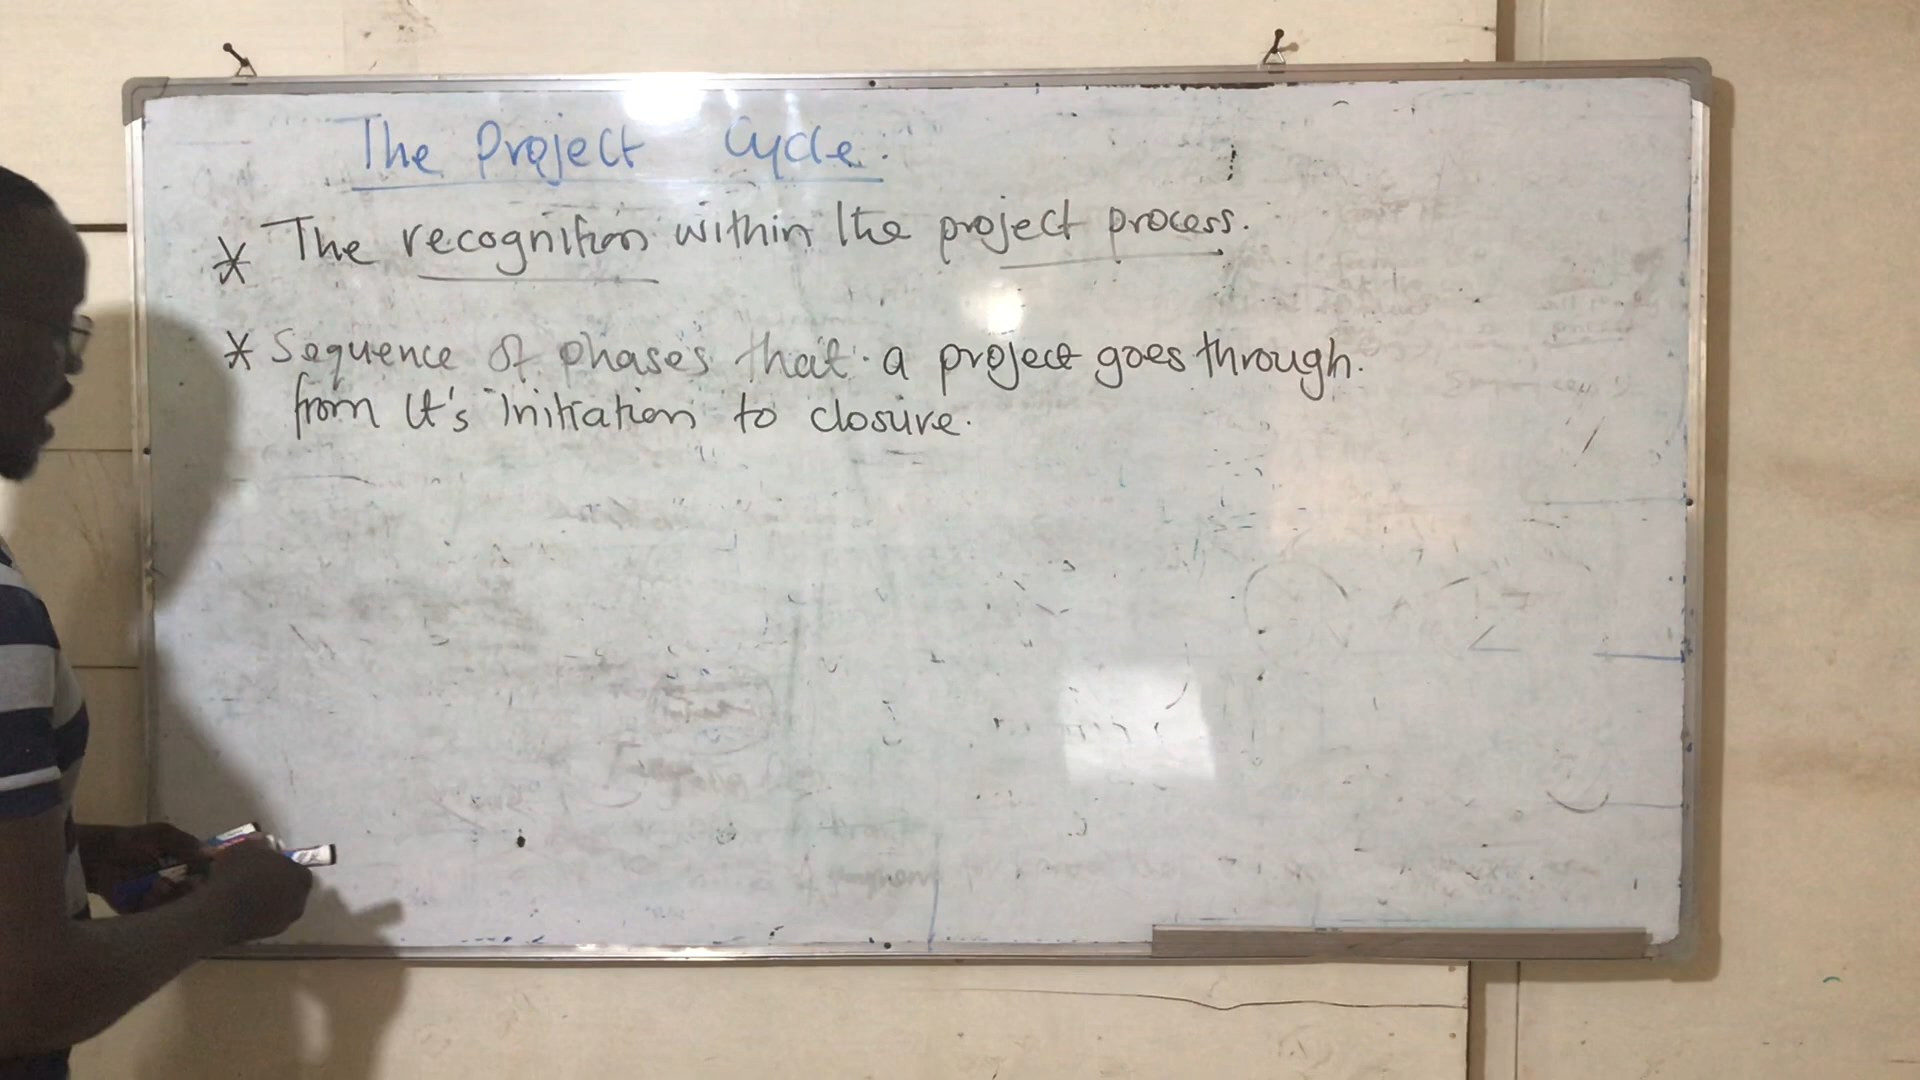 The Project Cycle:
* The recognition within the project process.
* Sequence of phases that a project goes through.
from it's initiation to closure.